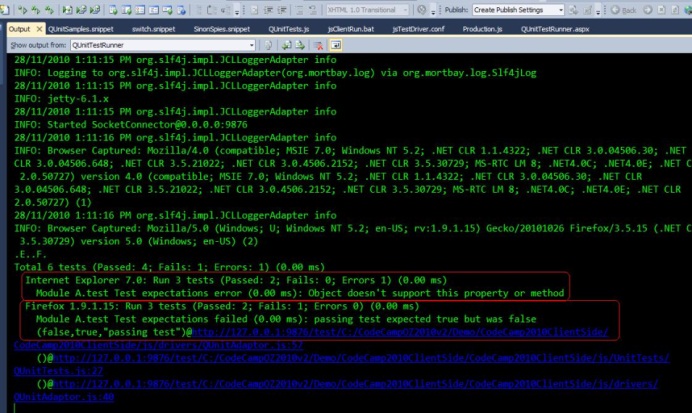 XHTML 1.0 Transitional Publish: Create Publish Settings Back
Output QUnitSamples.snippet switch.snippet SinonSpies.snippet QUnitTests.js jsClientRun.bat jsTestDriver.conf Production.js QUnitTestRunner.aspx
Show output from: QUnitTestRunner
28/11/2010 1:11:15 PM org.slf4j.impl.JCLLoggerAdapter info
INFO: Logging to org.slf4j.impl.JCLLoggerAdapter(org.mortbay.log) via org.mortbay.log.Slf4jLog
28/11/2010 1:11:15 PM org.slf4j.impl.JCLLoggerAdapter info
INFO: jetty-6.1.x
28/11/2010 1:11:15 PM org.slf4j.impl.JCLLoggerAdapter info
INFO: Started SocketConnector@0.0.0.0:9876
28/11/2010 1:11:16 PM org.slf4j.impl.JCLLoggerAdapter info
INFO: Browser Captured: Mozilla/4.0 (compatible; MSIE 7.0; Windows NT 5.2; .NET CLR 1.1.4322; .NET CLR 3.0.04506.30; .NET
CLR 3.0.04506.648; .NET CLR 3.5.21022; .NET CLR 3.0.4506.2152; .NET CLR 3.5.30729; MS-RTC LM 8; .NET4.0C; .NET4.0E; .NET CLR
2.0.50727) version 4.0 (compatible; MSIE 7.0; Windows NT 5.2; .NET CLR 1.1.4322; .NET CLR 3.0.04506.30; .NET CLR
3.0.04506.648; .NET CLR 3.5.21022; .NET CLR 3.0.4506.2152; .NET CLR 3.5.30729; MS-RTC LM 8; .NET4.0C; .NET4.0E; .NET CLR
2.0.50727) (1)
28/11/2010 1:11:16 PM org.slf4j.impl.JCLLoggerAdapter info
INFO: Browser Captured: Mozilla/5.0 (Windows; U; Windows NT 5.2; en-US; rv:1.9.1.15) Gecko/20101026 Firefox/3.5.15 (.NET CLR
3.5.30729) version 5.0 (Windows; en-US) (2)
.E..F.
Total 6 tests (Passed: 4; Fails: 1; Errors: 1) (0.00 ms)
Internet Explorer 7.0: Run 3 tests (Passed: 2; Fails: 0; Errors 1) (0.00 ms)
Module A.test Test expectations error (0.00 ms): Object doesn't support this property or method
Firefox 1.9.1.15: Run 3 tests (Passed: 2; Fails: 1; Errors 0) (0.00 ms)
Module A.test Test expectations failed (0.00 ms): passing test expected true but was false
(false,true,"passing test")@http://127.0.0.1:9876/test/C:/CodeCampOZ2010v2/Demo/CodeCamp2010ClientSide/
CodeCamp2010ClientSide/js/drivers/QUnitAdaptor.js:57
()@http://127.0.0.1:9876/test/C:/CodeCampOZ2010v2/Demo/CodeCamp2010ClientSide/CodeCamp2010ClientSide/js/UnitTests/
QUnitTests.js:27
()@http://127.0.0.1:9876/test/C:/CodeCampOZ2010v2/Demo/CodeCamp2010ClientSide/CodeCamp2010ClientSide/js/drivers/
QUnitAdaptor.js:40